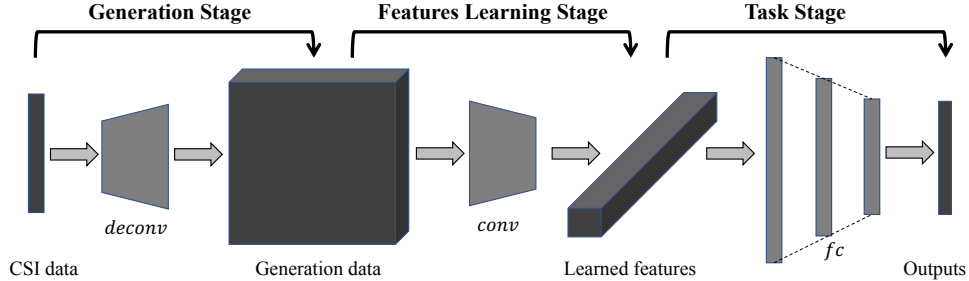 Generation Stage
Features Learning Stage
Task Stage
deconv
conv
fc
CSI data
Generation data
Learned features
Outputs